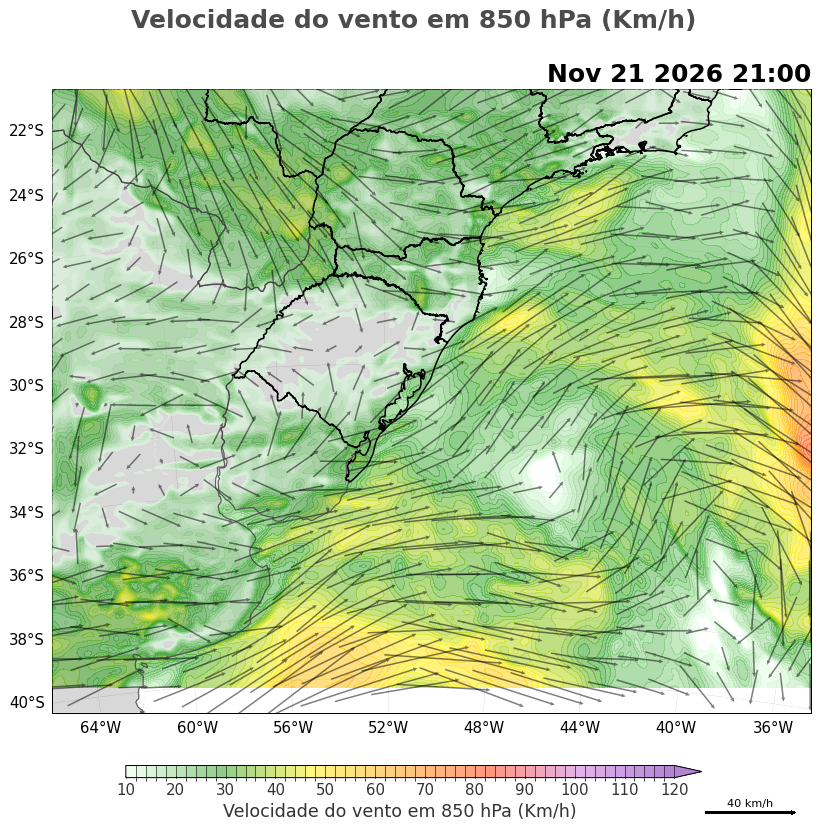 Velocidade do vento em 850 hPa (Km/h)
Nov 21 2026 21:00
22°S
24°S
26°S
28°S
30°S
32°S
34°S
36°S
38°S
40°S
64°W 60°W 56°W 52°W 48°W 44°W 40°W 36°W
10 20 30 40 50 60 70 80 90 100 110 120
Velocidade do vento em 850 hPa (Km/h)
40 km/h